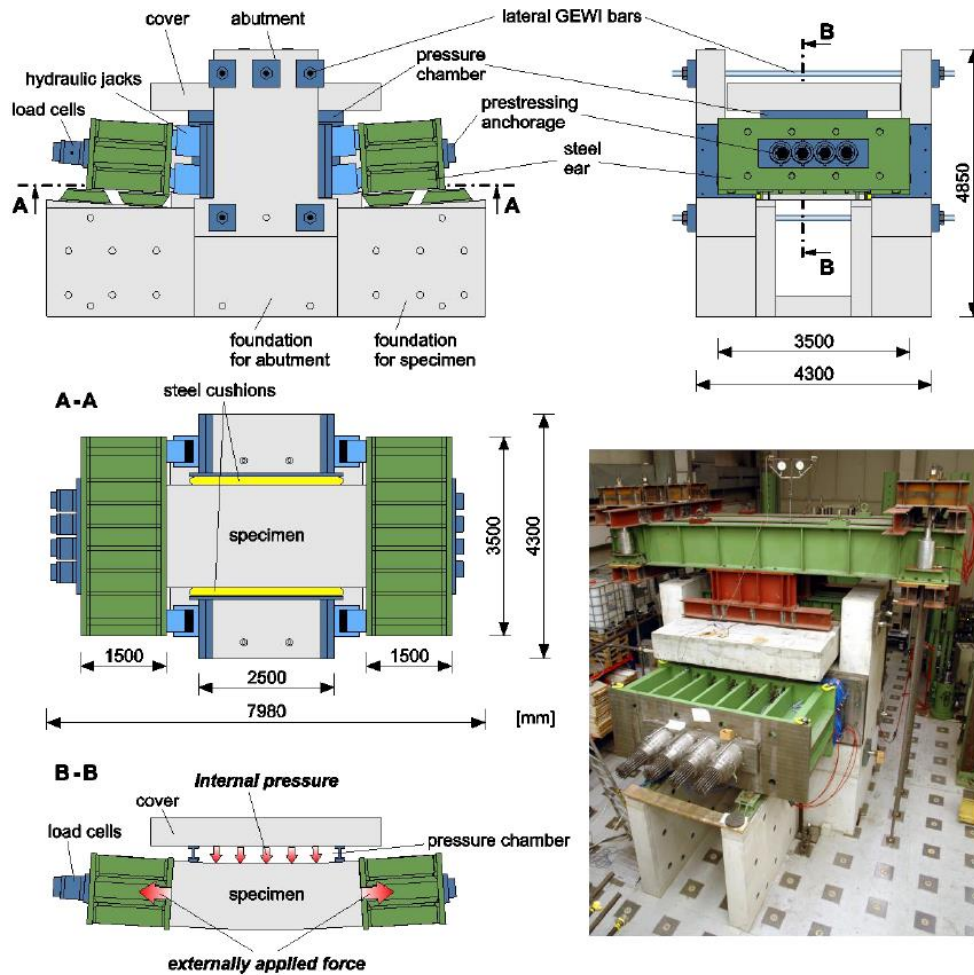 cover
abutment
lateral GEWI bars
hydraulic jacks
pressure
chamber
load cells
prestressing
anchorage
steel
ear
A
A
foundation
for abutment
foundation
for specimen
B
B
4850
3500
4300
A-A
steel cushions
specimen
3500
4300
1500
2500
1500
7980
[mm]
B-B
internal pressure
cover
load cells
pressure chamber
specimen
externally applied force